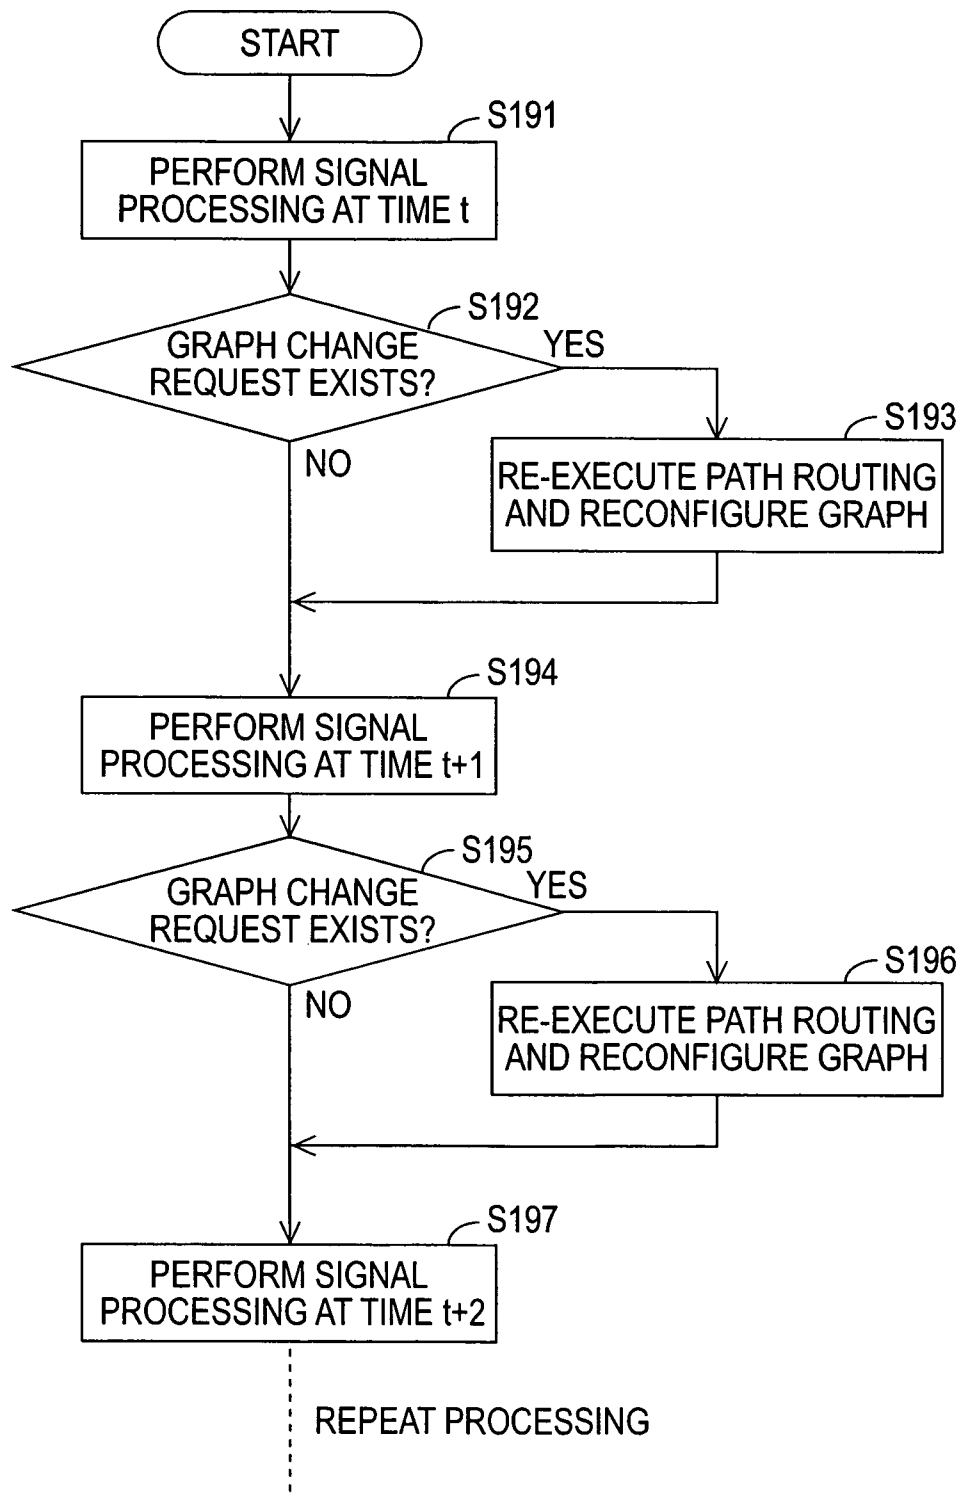 START
S191
PERFORM SIGNAL
PROCESSING AT TIME t
S192
GRAPH CHANGE
REQUEST EXISTS?
YES
NO
S193
RE-EXECUTE PATH ROUTING
AND RECONFIGURE GRAPH
S194
PERFORM SIGNAL
PROCESSING AT TIME t+1
S195
GRAPH CHANGE
REQUEST EXISTS?
YES
NO
S196
RE-EXECUTE PATH ROUTING
AND RECONFIGURE GRAPH
S197
PERFORM SIGNAL
PROCESSING AT TIME t+2
REPEAT PROCESSING